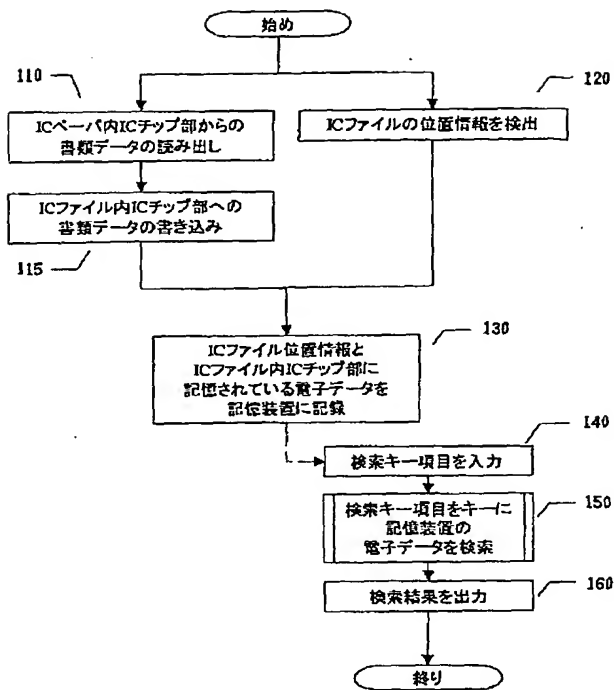 始め
110
ICペーパ内ICチップ部からの
書類データの読み出し
120
ICファイルの位置情報を検出
ICファイル内ICチップ部への
書類データの書き込み
115
130
ICファイル位置情報と
ICファイル内ICチップ部に
記憶されている電子データを
記憶装置に記録
140
検索キー項目を入力
検索キー項目をキーに
記憶装置の
電子データを検索
150
検索結果を出力
160
終り